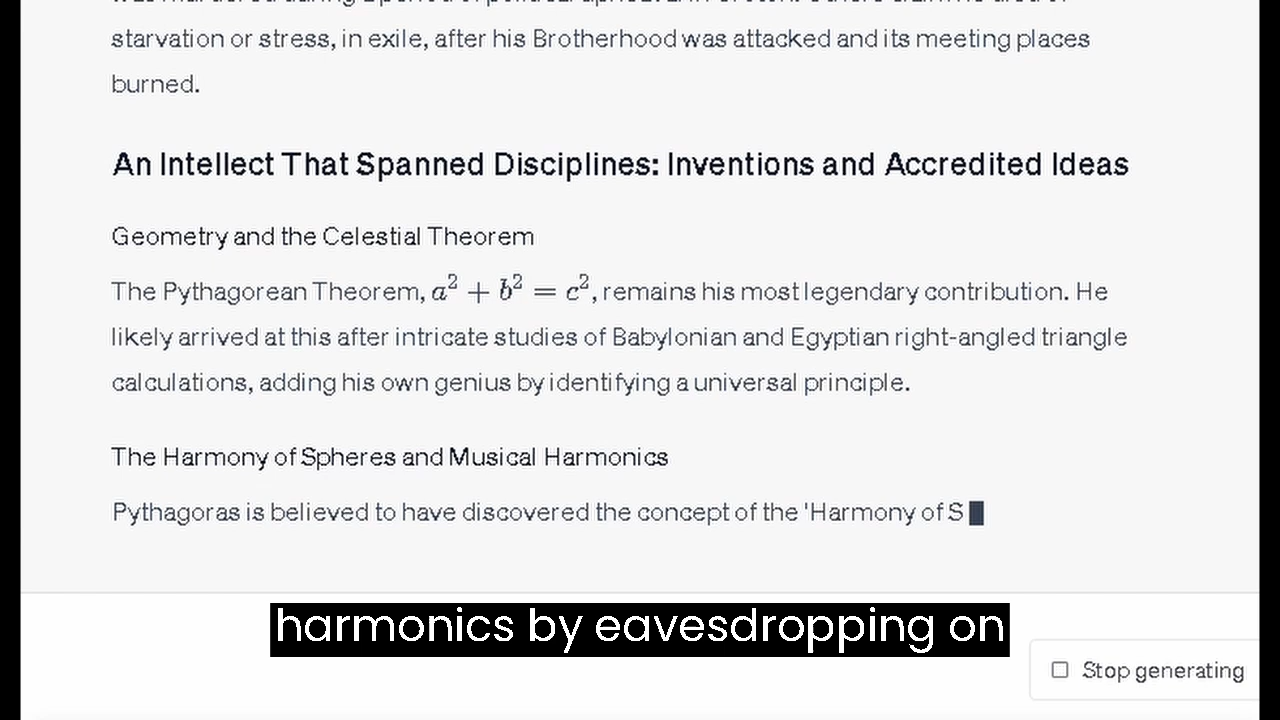 starvation or stress, in exile, after his Brotherhood was attacked and its meeting places
burned.
An Intellect That Spanned Disciplines: Inventions and Accredited Ideas
Geometry and the Celestial Theorem
The Pythagorean Theorem, a² + b² = c², remains his most legendary contribution. He
likely arrived at this after intricate studies of Babylonian and Egyptian right-angled triangle
calculations, adding his own genius by identifying a universal principle.
The Harmony of Spheres and Musical Harmonics
Pythagoras is believed to have discovered the concept of the 'Harmony of S
harmonics by eavesdropping on
Stop generating